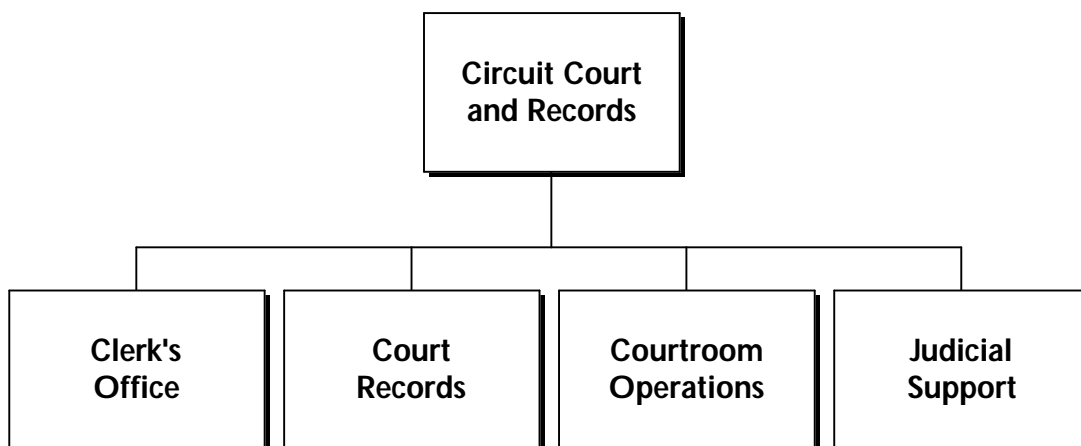 Circuit Court
and Records
Clerk's
Office
Court
Records
Courtroom
Operations
Judicial
Support